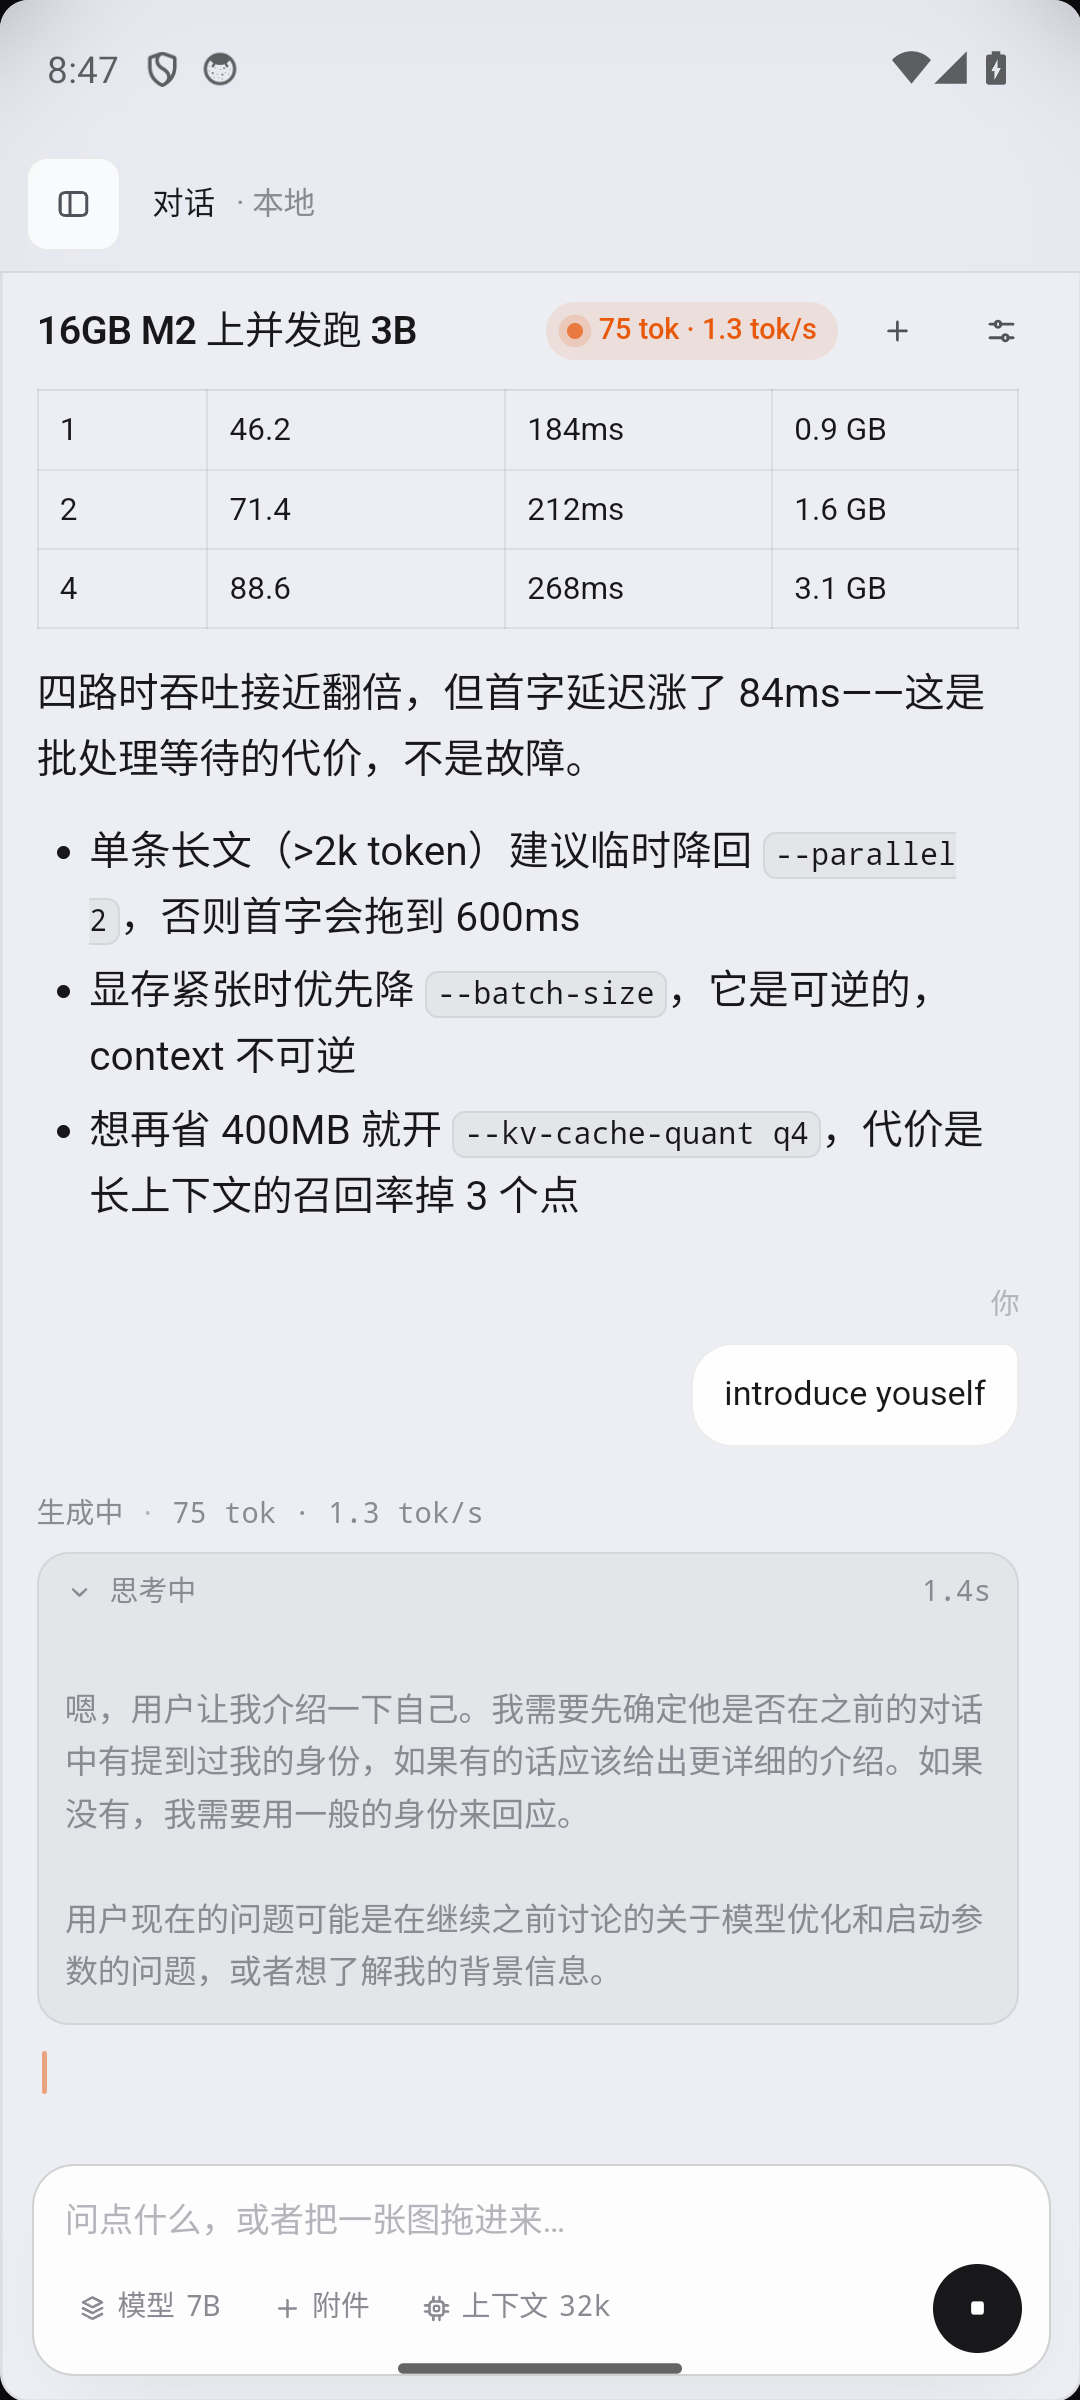 8:47
对话 · 本地
16GB M2 上并发跑 3B
75 tok · 1.3 tok/s
1 46.2 184ms 0.9 GB
2 71.4 212ms 1.6 GB
4 88.6 268ms 3.1 GB
四路时吞吐接近翻倍，但首字延迟涨了 84ms——这是
批处理等待的代价，不是故障。
单条长文（>2k token）建议临时降回 --parallel
2，否则首字会拖到 600ms
显存紧张时优先降 --batch-size，它是可逆的，
context 不可逆
想再省 400MB 就开 --kv-cache-quant q4，代价是
长上下文的召回率掉 3 个点
你
introduce youself
生成中 · 75 tok · 1.3 tok/s
思考中 1.4s
嗯，用户让我介绍一下自己。我需要先确定他是否在之前的对话
中有提到过我的身份，如果有的话应该给出更详细的介绍。如果
没有，我需要用一般的身份来回应。
用户现在的问题可能是在继续之前讨论的关于模型优化和启动参
数的问题，或者想了解我的背景信息。
问点什么，或者把一张图拖进来...
模型 7B 附件 上下文 32k